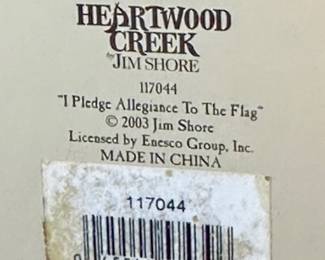 HEARTWOOD
CREEK
by JIM SHORE
117044
"I Pledge Allegiance To The Flag"
© 2003 Jim Shore
Licensed by Enesco Group, Inc.
MADE IN CHINA
117044